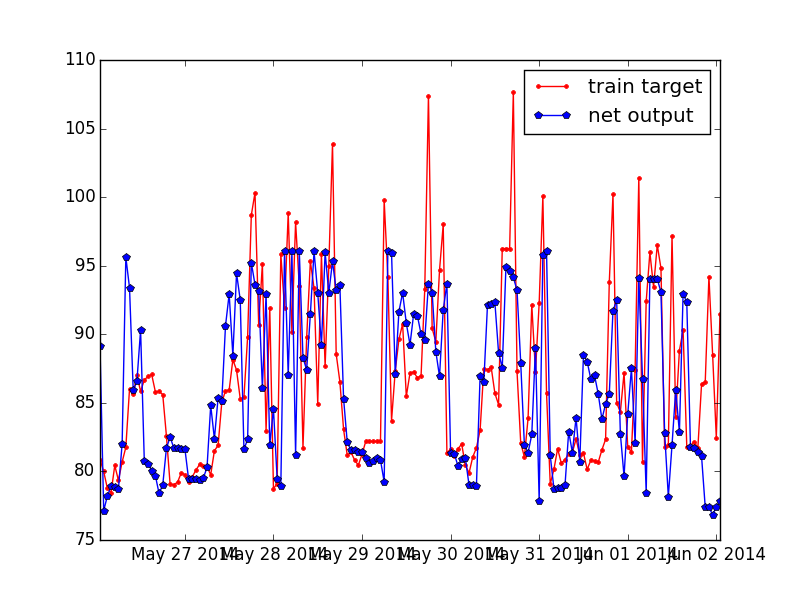 110
105
100
95
90
85
80
75
train target
net output
May 27 2014
May 28 2014
May 29 2014
May 30 2014
May 31 2014
Jun 01 2014
Jun 02 2014